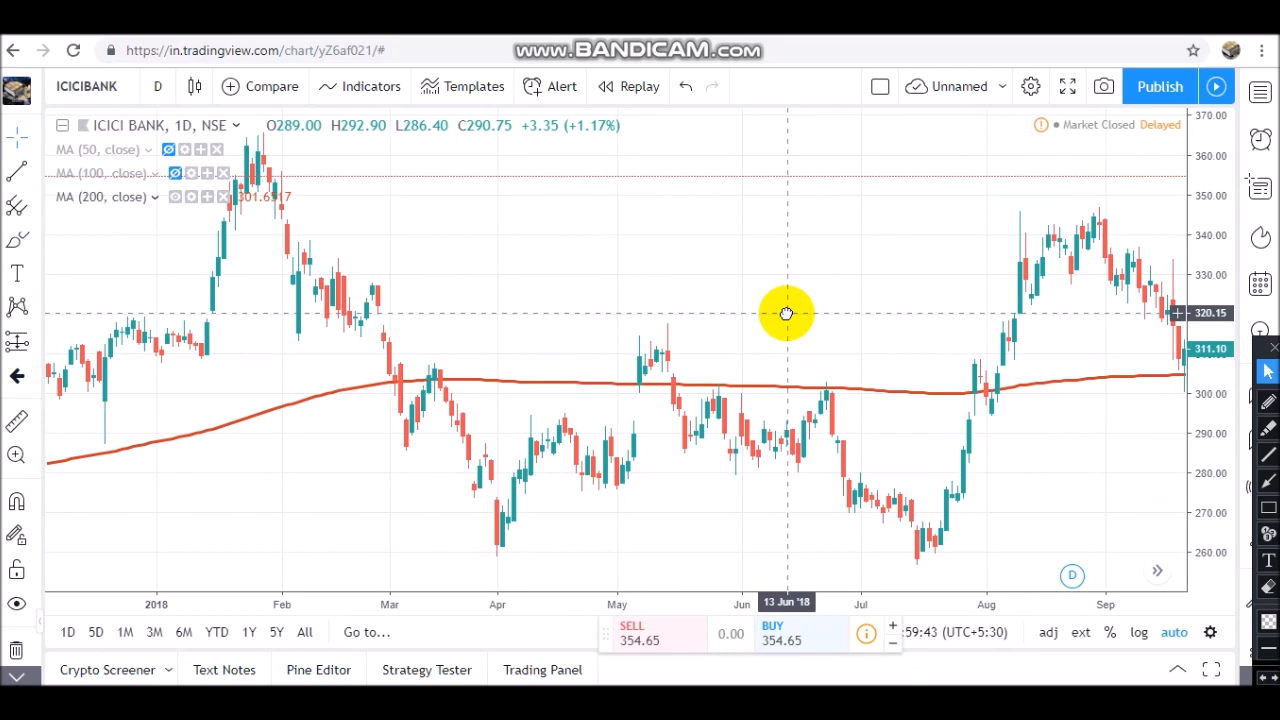 https://in.tradingview.com/chart/yZ6af021/#
www.BANDICAM.com
ICICIBANK D Compare Indicators Templates Alert Replay Unnamed Publish
ICICI BANK, 1D, NSE O289.00 H292.90 L286.40 C290.75 +3.35 (+1.17%)
Market Closed Delayed
MA (50, close)
MA (100, close)
MA (200, close)
370.00
360.00
350.00
340.00
330.00
320.15
311.10
300.00
290.00
280.00
270.00
260.00
D
2018 Feb Mar Apr May Jun 13 Jun '18 Jul Aug Sep
1D 5D 1M 3M 6M YTD 1Y 5Y All Go to...
SELL
354.65
0.00
BUY
354.65
:59:43 (UTC+5:30) adj ext % log auto
Crypto Screener Text Notes Pine Editor Strategy Tester Trading Panel